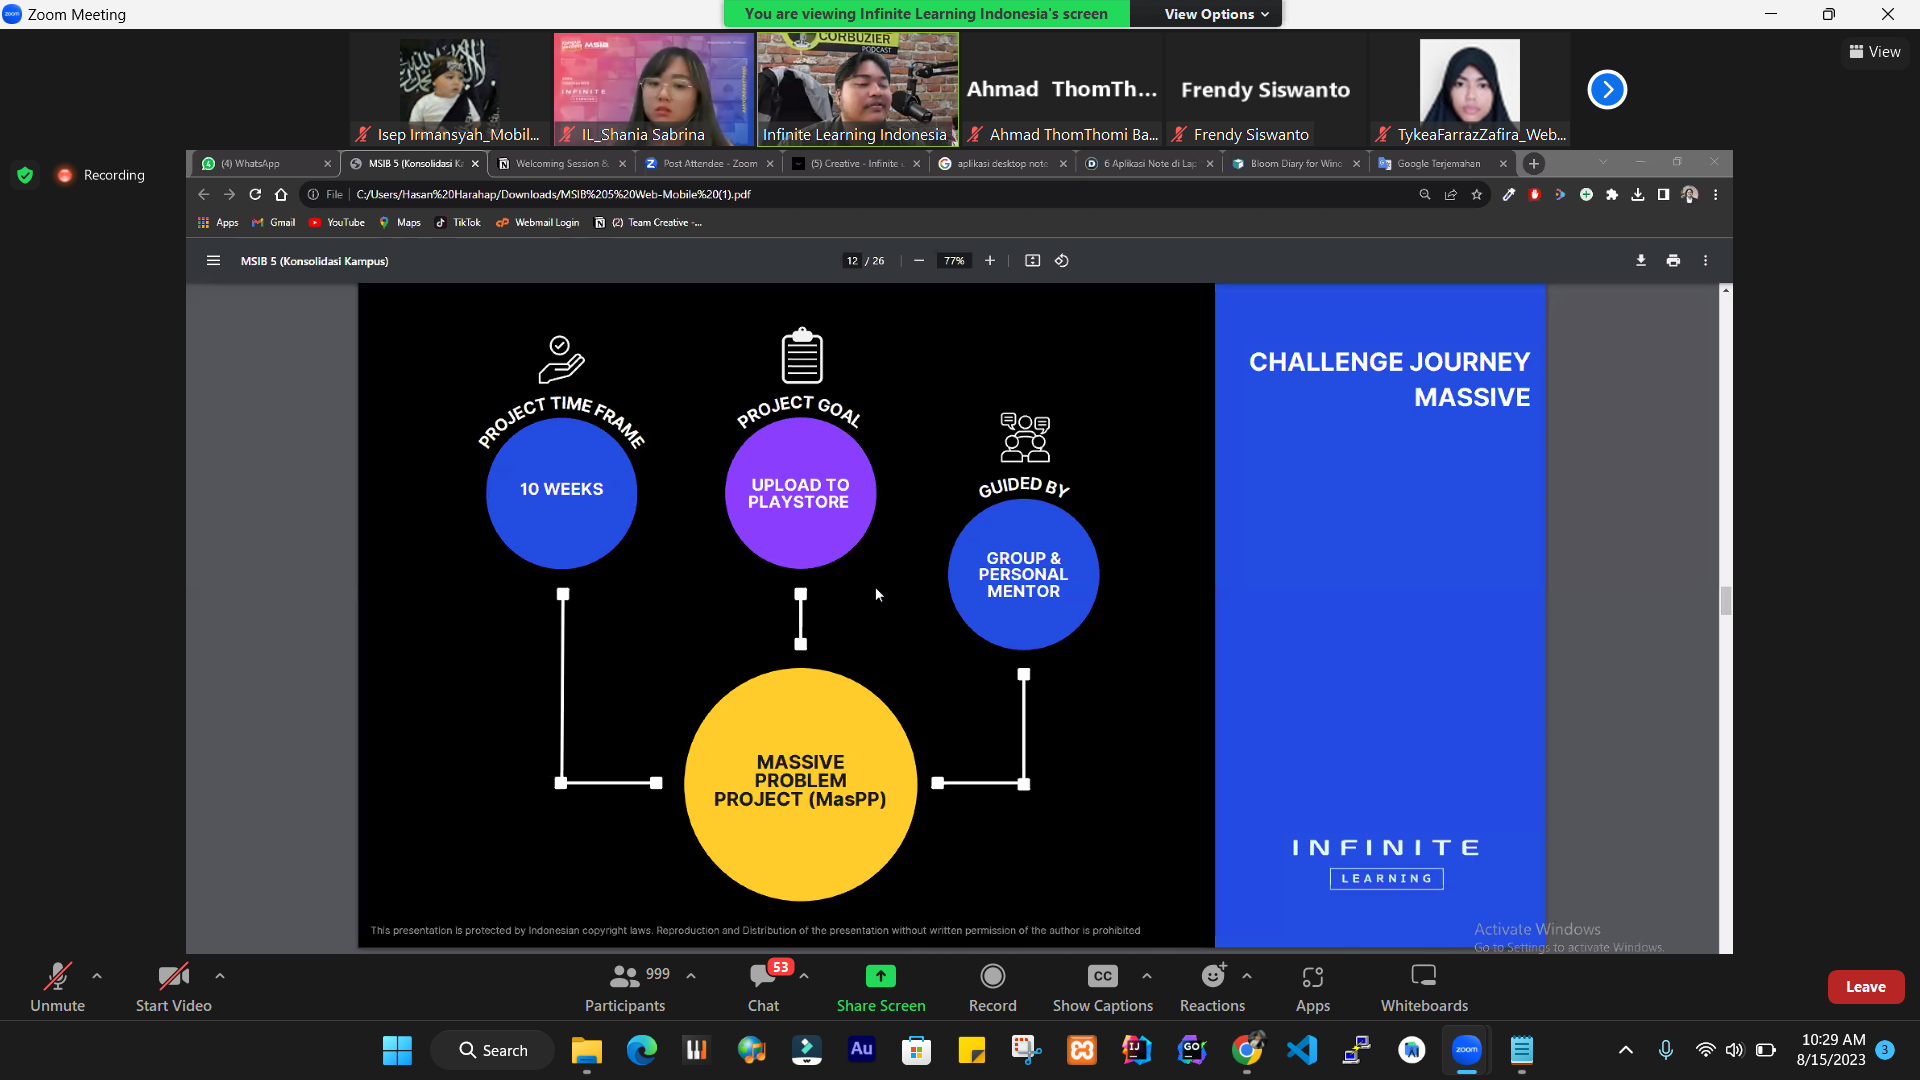 Zoom Meeting
You are viewing Infinite Learning Indonesia's screen
View Options
View
CORBUZIER
PODCAST
MSIB
INFINITE
Ahmad ThomTh...
Frendy Siswanto
Isep Irmansyah_Mobil...
IL_Shania Sabrina
Infinite Learning Indonesia
Ahmad ThomThomi Ba...
Frendy Siswanto
TykeaFarrazZafira_Web...
Recording
(4) WhatsApp
MSIB 5 (Konsolidasi Ka
Welcoming Session &
Post Attendee - Zoom
(5) Creative - Infinite
aplikasi desktop note
6 Aplikasi Note di Lap
Bloom Diary for Winc
Google Terjemahan
File
C:/Users/Hasan%20Harahap/Downloads/MSIB%205%20Web-Mobile%20(1).pdf
Apps
Gmail
YouTube
Maps
TikTok
Webmail Login
(2) Team Creative -...
MSIB 5 (Konsolidasi Kampus)
12 / 26
77%
PROJECT TIME FRAME
10 WEEKS
PROJECT GOAL
UPLOAD TO
PLAYSTORE
GUIDED BY
GROUP &
PERSONAL
MENTOR
MASSIVE
PROBLEM
PROJECT (MasPP)
CHALLENGE JOURNEY
MASSIVE
INFINITE
LEARNING
This presentation is protected by Indonesian copyright laws. Reproduction and Distribution of the presentation without written permission of the author is prohibited
Activate Windows
Go to Settings to activate Windows.
Unmute
Start Video
999
Participants
53
Chat
Share Screen
Record
CC
Show Captions
Reactions
Apps
Whiteboards
Leave
Search
Au
IJ
GO
zoom
10:29 AM
8/15/2023
3